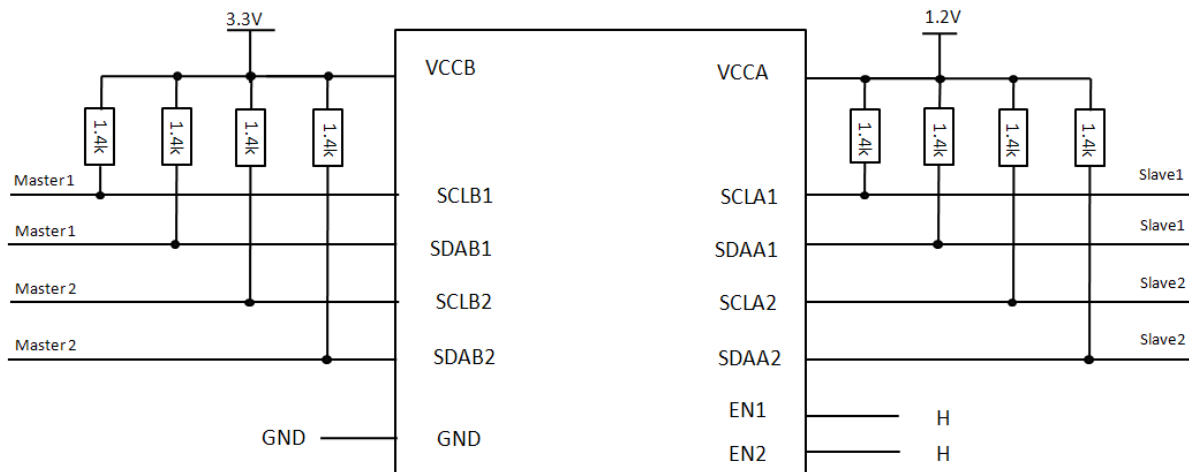 3.3V
1.2V
VCCB
VCCA
1.4k
1.4k
1.4k
1.4k
1.4k
1.4k
1.4k
1.4k
Master1
SCLB1
SCLA1
Slave1
Master1
SDAB1
SDAA1
Slave1
Master2
SCLB2
SCLA2
Slave2
Master2
SDAB2
SDAA2
Slave2
GND
GND
EN1
H
EN2
H